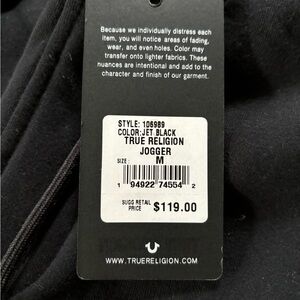 Because we individually distress each
item, you will notice areas of fading,
wear, and even holes. Color may
transfer onto lighter fabrics. These
nuances are intentional and add to the
character and finish of our garment.
STYLE: 106989
COLOR:JET BLACK
TRUE RELIGION
JOGGER
SIZE: M
1 94922 74554 2
SUGG RETAIL
PRICE $119.00
WWW.TRUERELIGION.COM